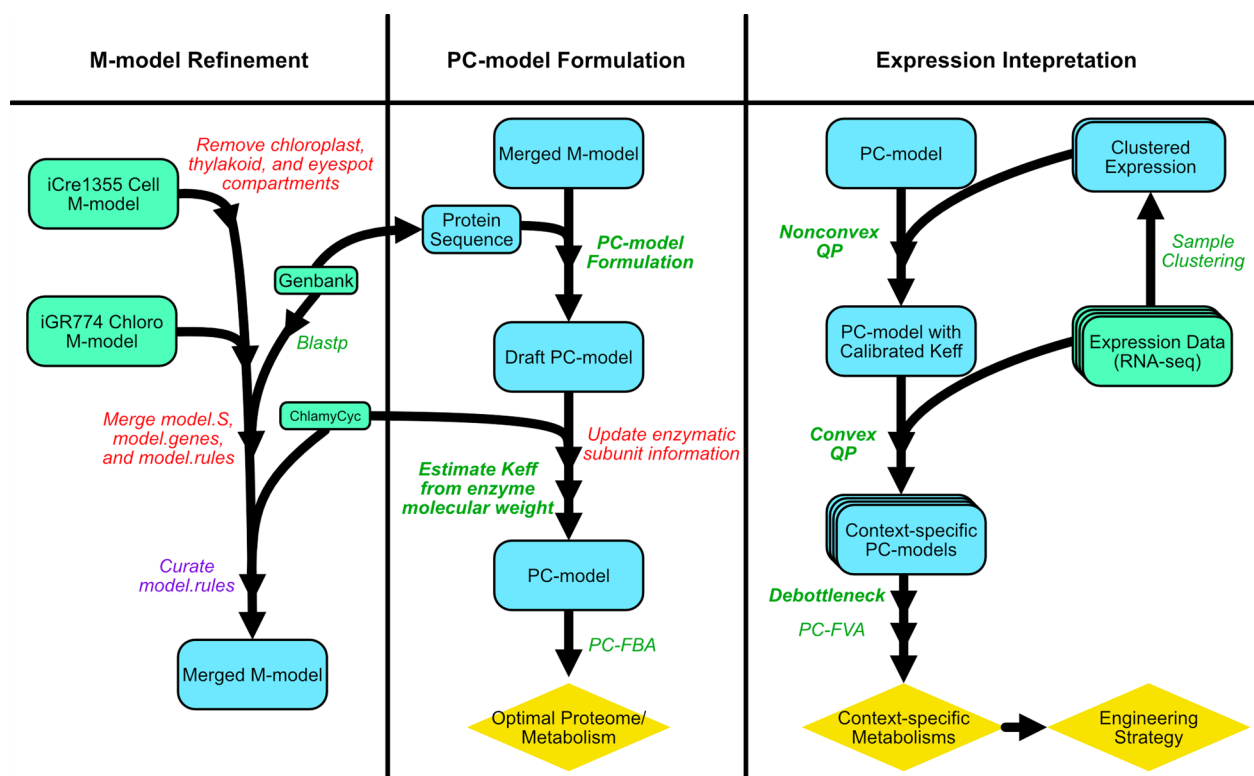 M-model Refinement
Remove chloroplast,
thylakoid, and eyespot
compartments
iCre1355 Cell
M-model
Genbank
iGR774 Chloro
M-model
Blastp
Merge model.S,
model.genes,
and model.rules
ChlamyCyc
Curate
model.rules
Merged M-model
PC-model Formulation
Merged M-model
Protein
Sequence
PC-model
Formulation
Draft PC-model
Update enzymatic
subunit information
Estimate Keff
from enzyme
molecular weight
PC-model
PC-FBA
Optimal Proteome/
Metabolism
Expression Intepretation
PC-model
Clustered
Expression
Nonconvex
QP
Sample
Clustering
PC-model with
Calibrated Keff
Expression Data
(RNA-seq)
Convex
QP
Context-specific
PC-models
Debottleneck
PC-FVA
Context-specific
Metabolisms
Engineering
Strategy